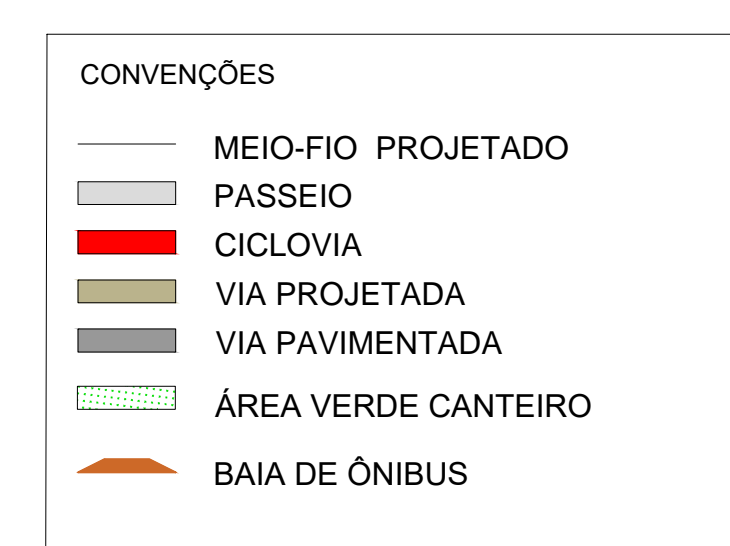 CONVENÇÕES
MEIO-FIO PROJETADO
PASSEIO
CICLOVIA
VIA PROJETADA
VIA PAVIMENTADA
ÁREA VERDE CANTEIRO
BAIA DE ÔNIBUS